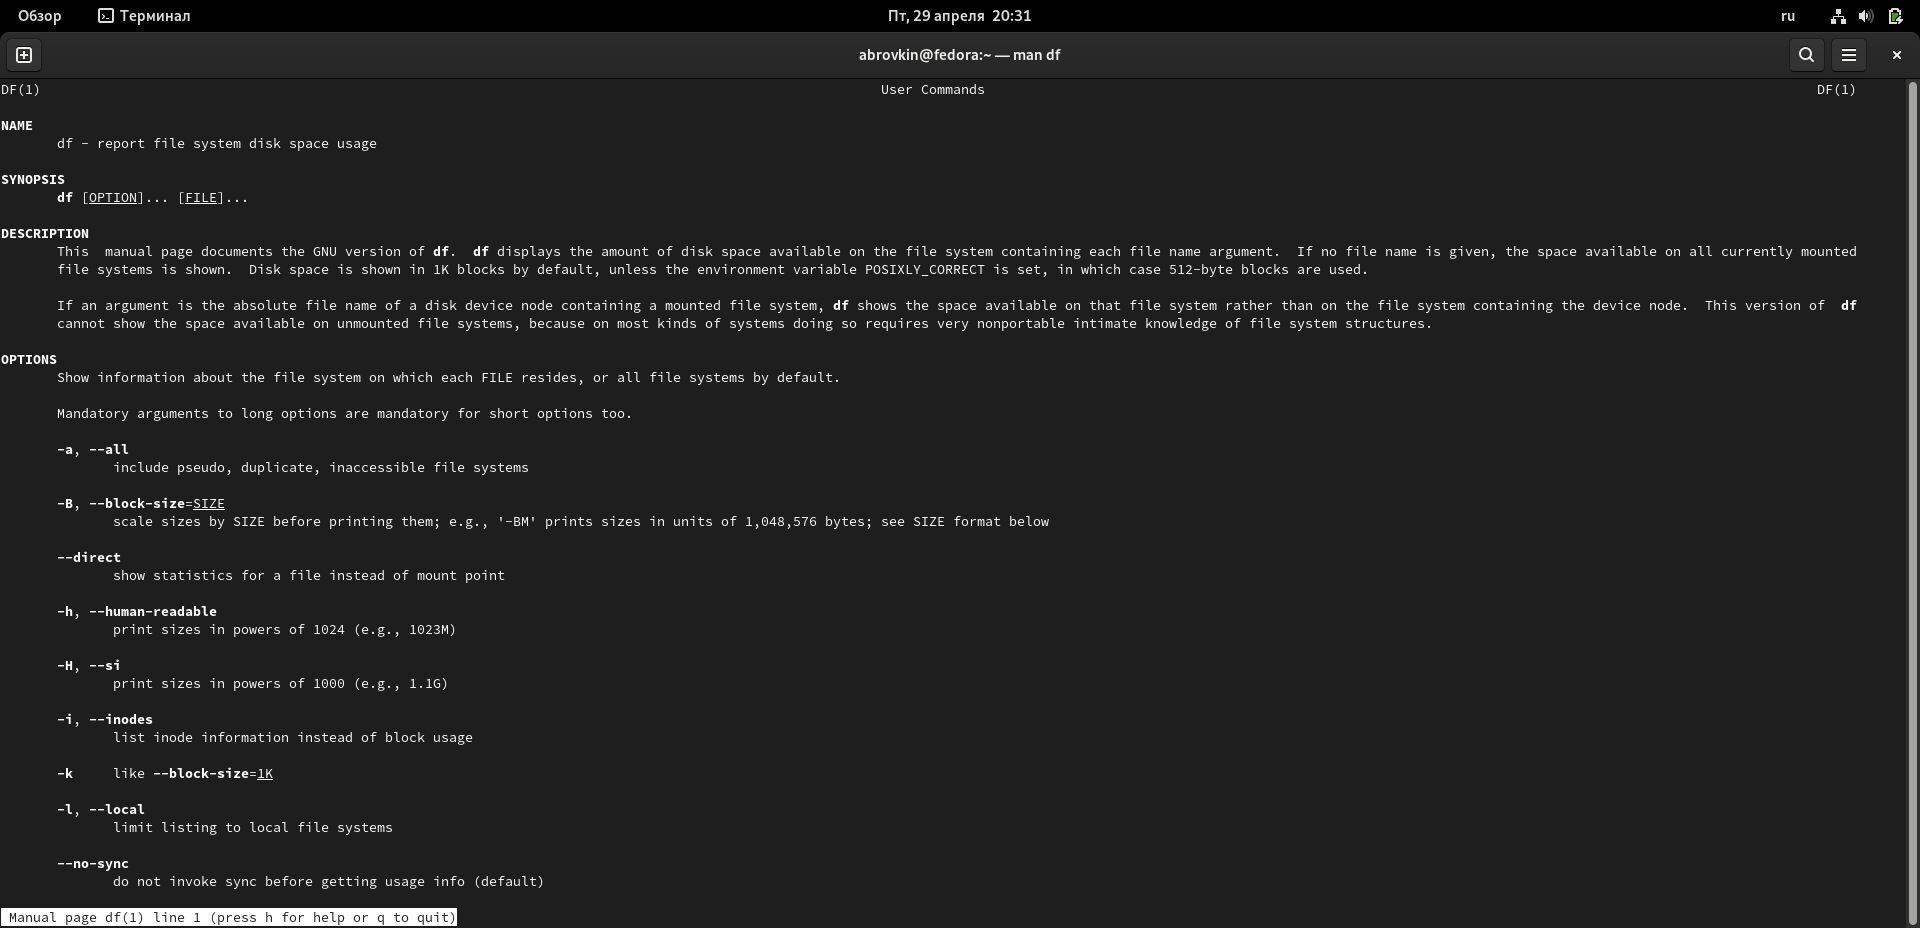 Обзор Терминал Пт, 29 апреля 20:31 ru
abrovkin@fedora:~ — man df
DF(1) User Commands DF(1)
NAME
df - report file system disk space usage
SYNOPSIS
df [OPTION]... [FILE]...
DESCRIPTION
This  manual page documents the GNU version of df.  df displays the amount of disk space available on the file system containing each file name argument.  If no file name is given, the space available on all currently mounted
file systems is shown.  Disk space is shown in 1K blocks by default, unless the environment variable POSIXLY_CORRECT is set, in which case 512-byte blocks are used.
If an argument is the absolute file name of a disk device node containing a mounted file system, df shows the space available on that file system rather than on the file system containing the device node.  This version of  df
cannot show the space available on unmounted file systems, because on most kinds of systems doing so requires very nonportable intimate knowledge of file system structures.
OPTIONS
Show information about the file system on which each FILE resides, or all file systems by default.
Mandatory arguments to long options are mandatory for short options too.
-a, --all
include pseudo, duplicate, inaccessible file systems
-B, --block-size=SIZE
scale sizes by SIZE before printing them; e.g., '-BM' prints sizes in units of 1,048,576 bytes; see SIZE format below
--direct
show statistics for a file instead of mount point
-h, --human-readable
print sizes in powers of 1024 (e.g., 1023M)
-H, --si
print sizes in powers of 1000 (e.g., 1.1G)
-i, --inodes
list inode information instead of block usage
-k     like --block-size=1K
-l, --local
limit listing to local file systems
--no-sync
do not invoke sync before getting usage info (default)
Manual page df(1) line 1 (press h for help or q to quit)